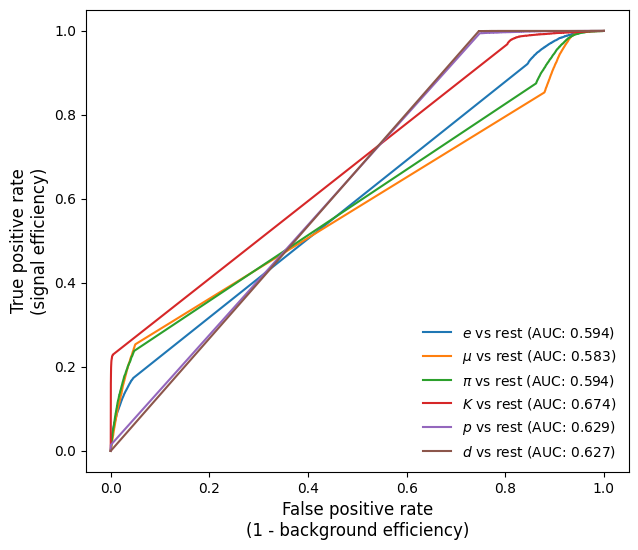 True positive rate
(signal efficiency)
1.0
0.8
0.6
0.4
0.2
0.0
e vs rest (AUC: 0.594)
μ vs rest (AUC: 0.583)
π vs rest (AUC: 0.594)
K vs rest (AUC: 0.674)
p vs rest (AUC: 0.629)
d vs rest (AUC: 0.627)
0.0 0.2 0.4 0.6 0.8 1.0
False positive rate
(1 - background efficiency)